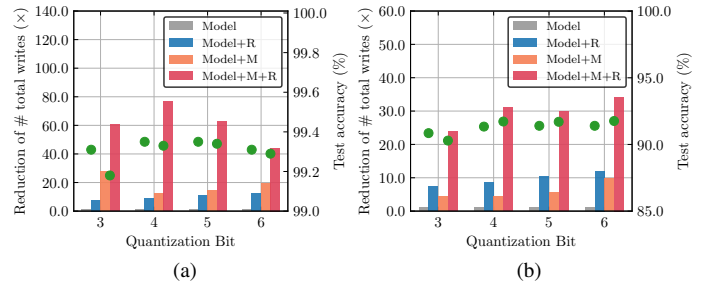 Reduction of # total writes (×)
140.0
120.0
100.0
80.0
60.0
40.0
20.0
0.0
Model
Model+R
Model+M
Model+M+R
100.0
99.8
99.6
99.4
99.2
99.0
Test accuracy (%)
3 4 5 6
Quantization Bit
(a)
Reduction of # total writes (×)
60.0
50.0
40.0
30.0
20.0
10.0
0.0
Model
Model+R
Model+M
Model+M+R
100.0
95.0
90.0
85.0
Test accuracy (%)
3 4 5 6
Quantization Bit
(b)